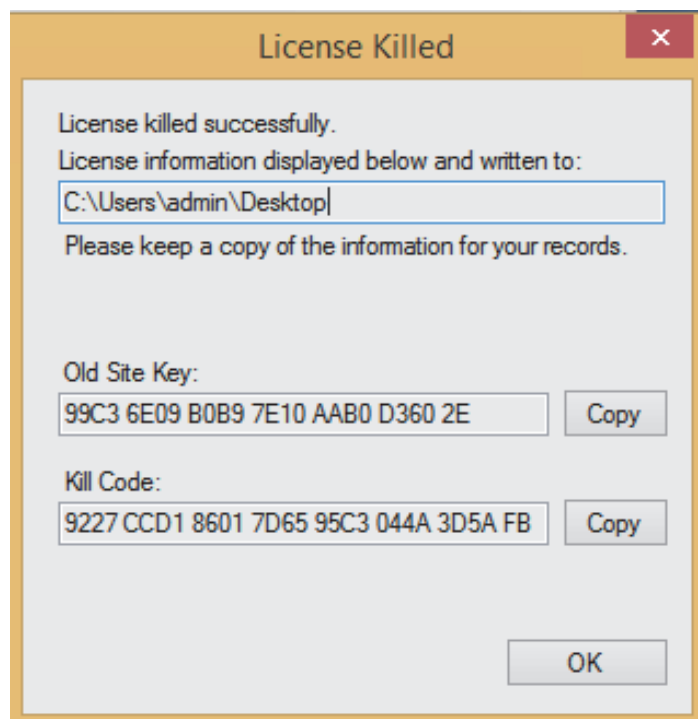 License Killed
License killed successfully.
License information displayed below and written to:
C:\Users\admin\Desktop
Please keep a copy of the information for your records.
Old Site Key:
99C3 6E09 B0B9 7E10 AAB0 D360 2E
Copy
Kill Code:
9227 CCD1 8601 7D65 95C3 044A 3D5A FB
Copy
OK